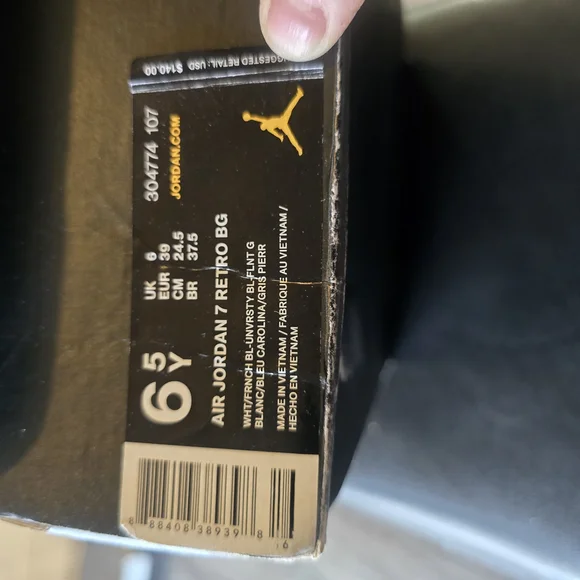 SUGGESTED RETAIL: USD $140.00
304774 107
JORDAN.COM
UK 6
EUR 39
CM 24.5
BR 37.5
6.5Y
AIR JORDAN 7 RETRO BG
WHT/FRNCH BL-UNVRSTY BL-FLNT G
BLANC/BLEU CAROLINA/GRIS PIERR
MADE IN VIETNAM / FABRIQUE AU VIETNAM /
HECHO EN VIETNAM
8 88408 38939 8
16